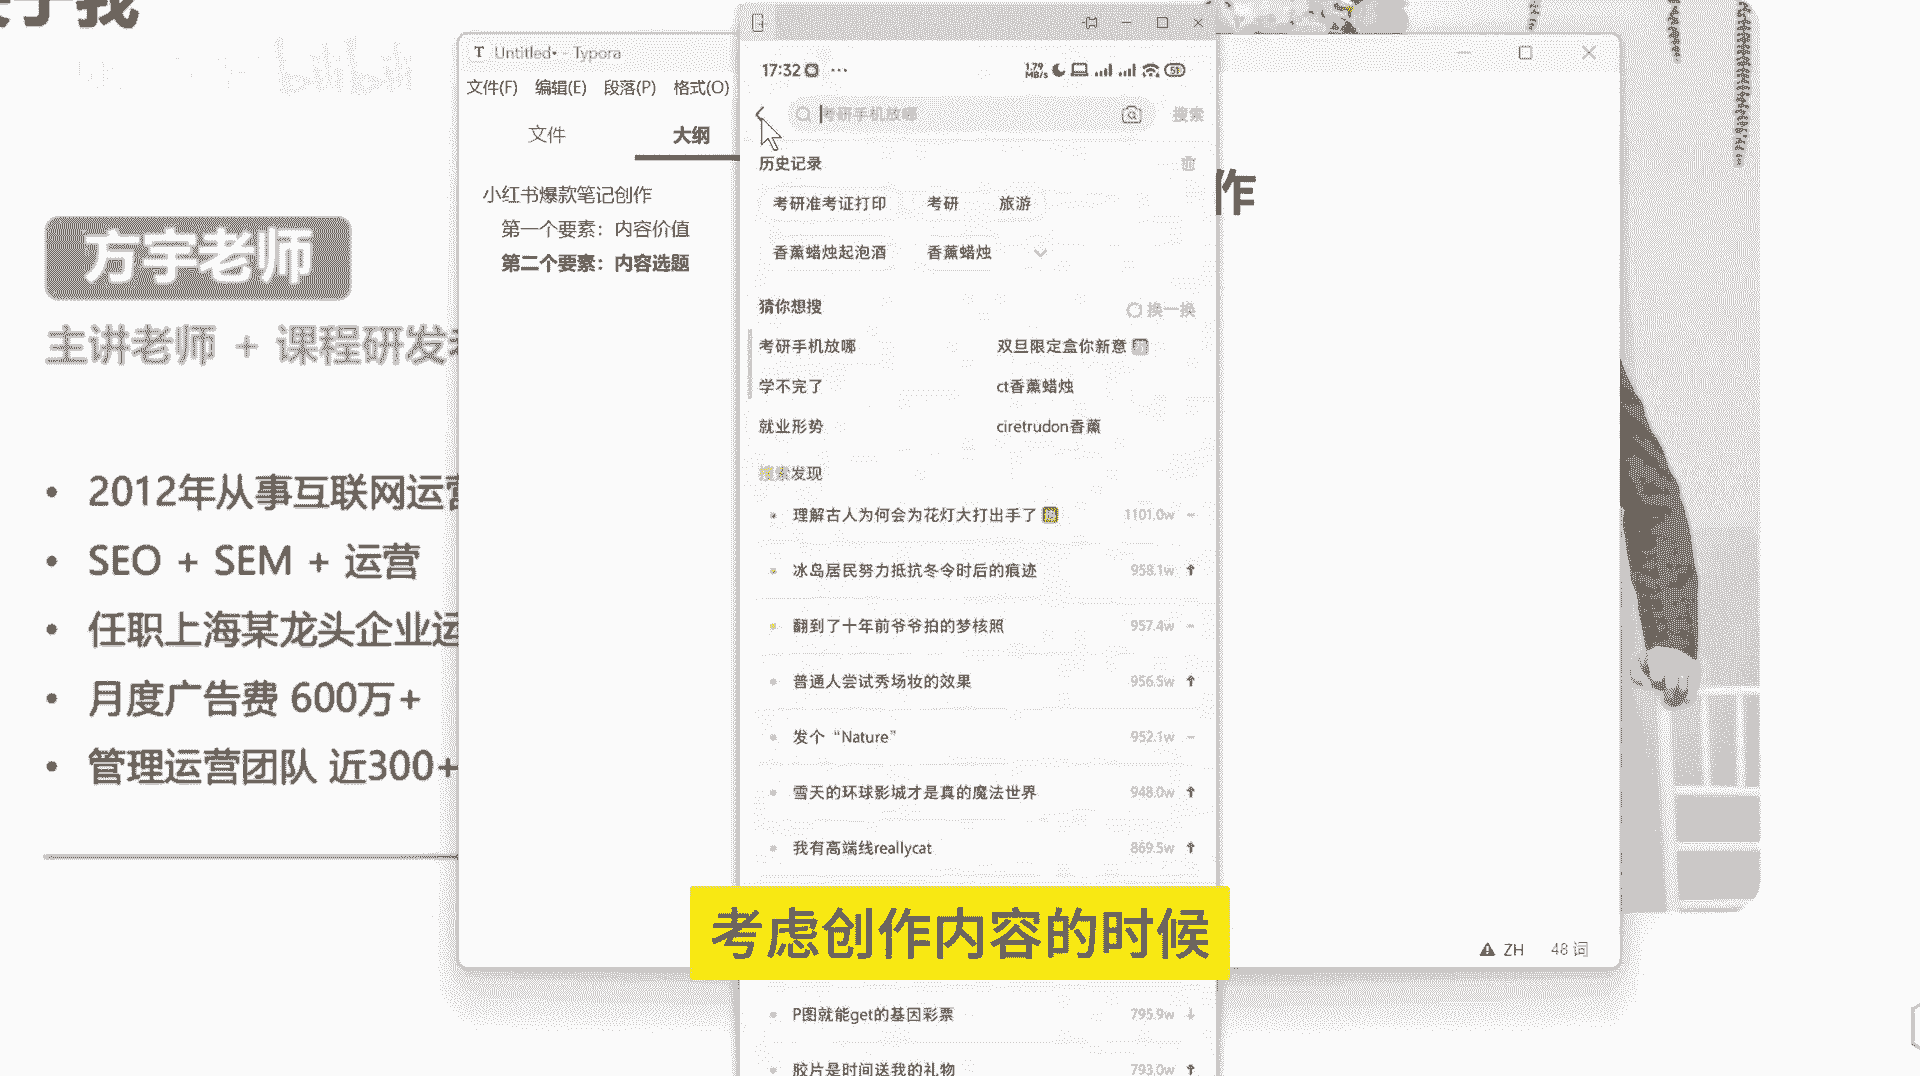 关于我
bilibili
方宇老师
主讲老师 + 课程研发
• 2012年从事互联网运营
• SEO + SEM + 运营
• 任职上海某龙头企业运
• 月度广告费 600万+
• 管理运营团队 近300+
T Untitled• - Typora
文件(F) 编辑(E) 段落(P) 格式(O)
文件 大纲
小红书爆款笔记创作
第一个要素：内容价值
第二个要素：内容选题
作
ZH 48 词
17:32 ···
1.79 MB/s 51
考研手机放哪 搜索
历史记录
考研准考证打印 考研 旅游
香薰蜡烛起泡酒 香薰蜡烛
猜你想搜 换一换
考研手机放哪 双旦限定盒你新意
学不完了 ct香薰蜡烛
就业形势 ciretrudon香薰
搜索发现
理解古人为何会为花灯大打出手了 1101.0w
冰岛居民努力抵抗冬令时后的痕迹 958.1w
翻到了十年前爷爷拍的梦核照 957.4w
普通人尝试秀场妆的效果 956.5w
发个“Nature” 952.1w
雪天的环球影城才是真的魔法世界 948.0w
我有高端线reallycat 869.5w
考虑创作内容的时候
P图就能get的基因彩票 795.9w
胶片是时间送我的礼物 793.0w